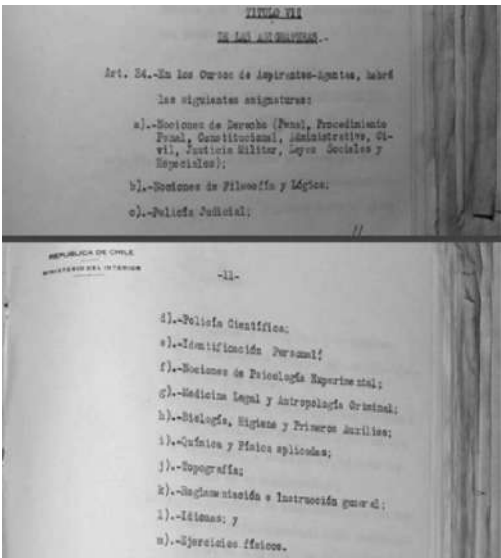 TITULO VII
DE LAS ASIGNATURAS.-
Art. 24.-En los Cursos de Aspirantes-Agentes, habrá
las siguientes asignaturas:
a).-Nociones de Derecho (Penal, Procedimiento
Penal, Constitucional, Administrativo, Ci-
vil, Justicia Militar, Leyes Sociales y
Especiales);
b).-Nociones de Filosofía y Lógica;
c).-Policía Judicial;
//
REPUBLICA DE CHILE
MINISTERIO DEL INTERIOR
-11-
d).-Policía Científica;
e).-Identificación Personal;
f).-Nociones de Psicología Experimental;
g).-Medicina Legal y Antropología Criminal;
h).-Biología, Higiene y Primeros Auxilios;
i).-Química y Física aplicadas;
j).-Topografía;
k).-Reglamentación e Instrucción general;
l).-Idiomas; y
m).-Ejercicios físicos.